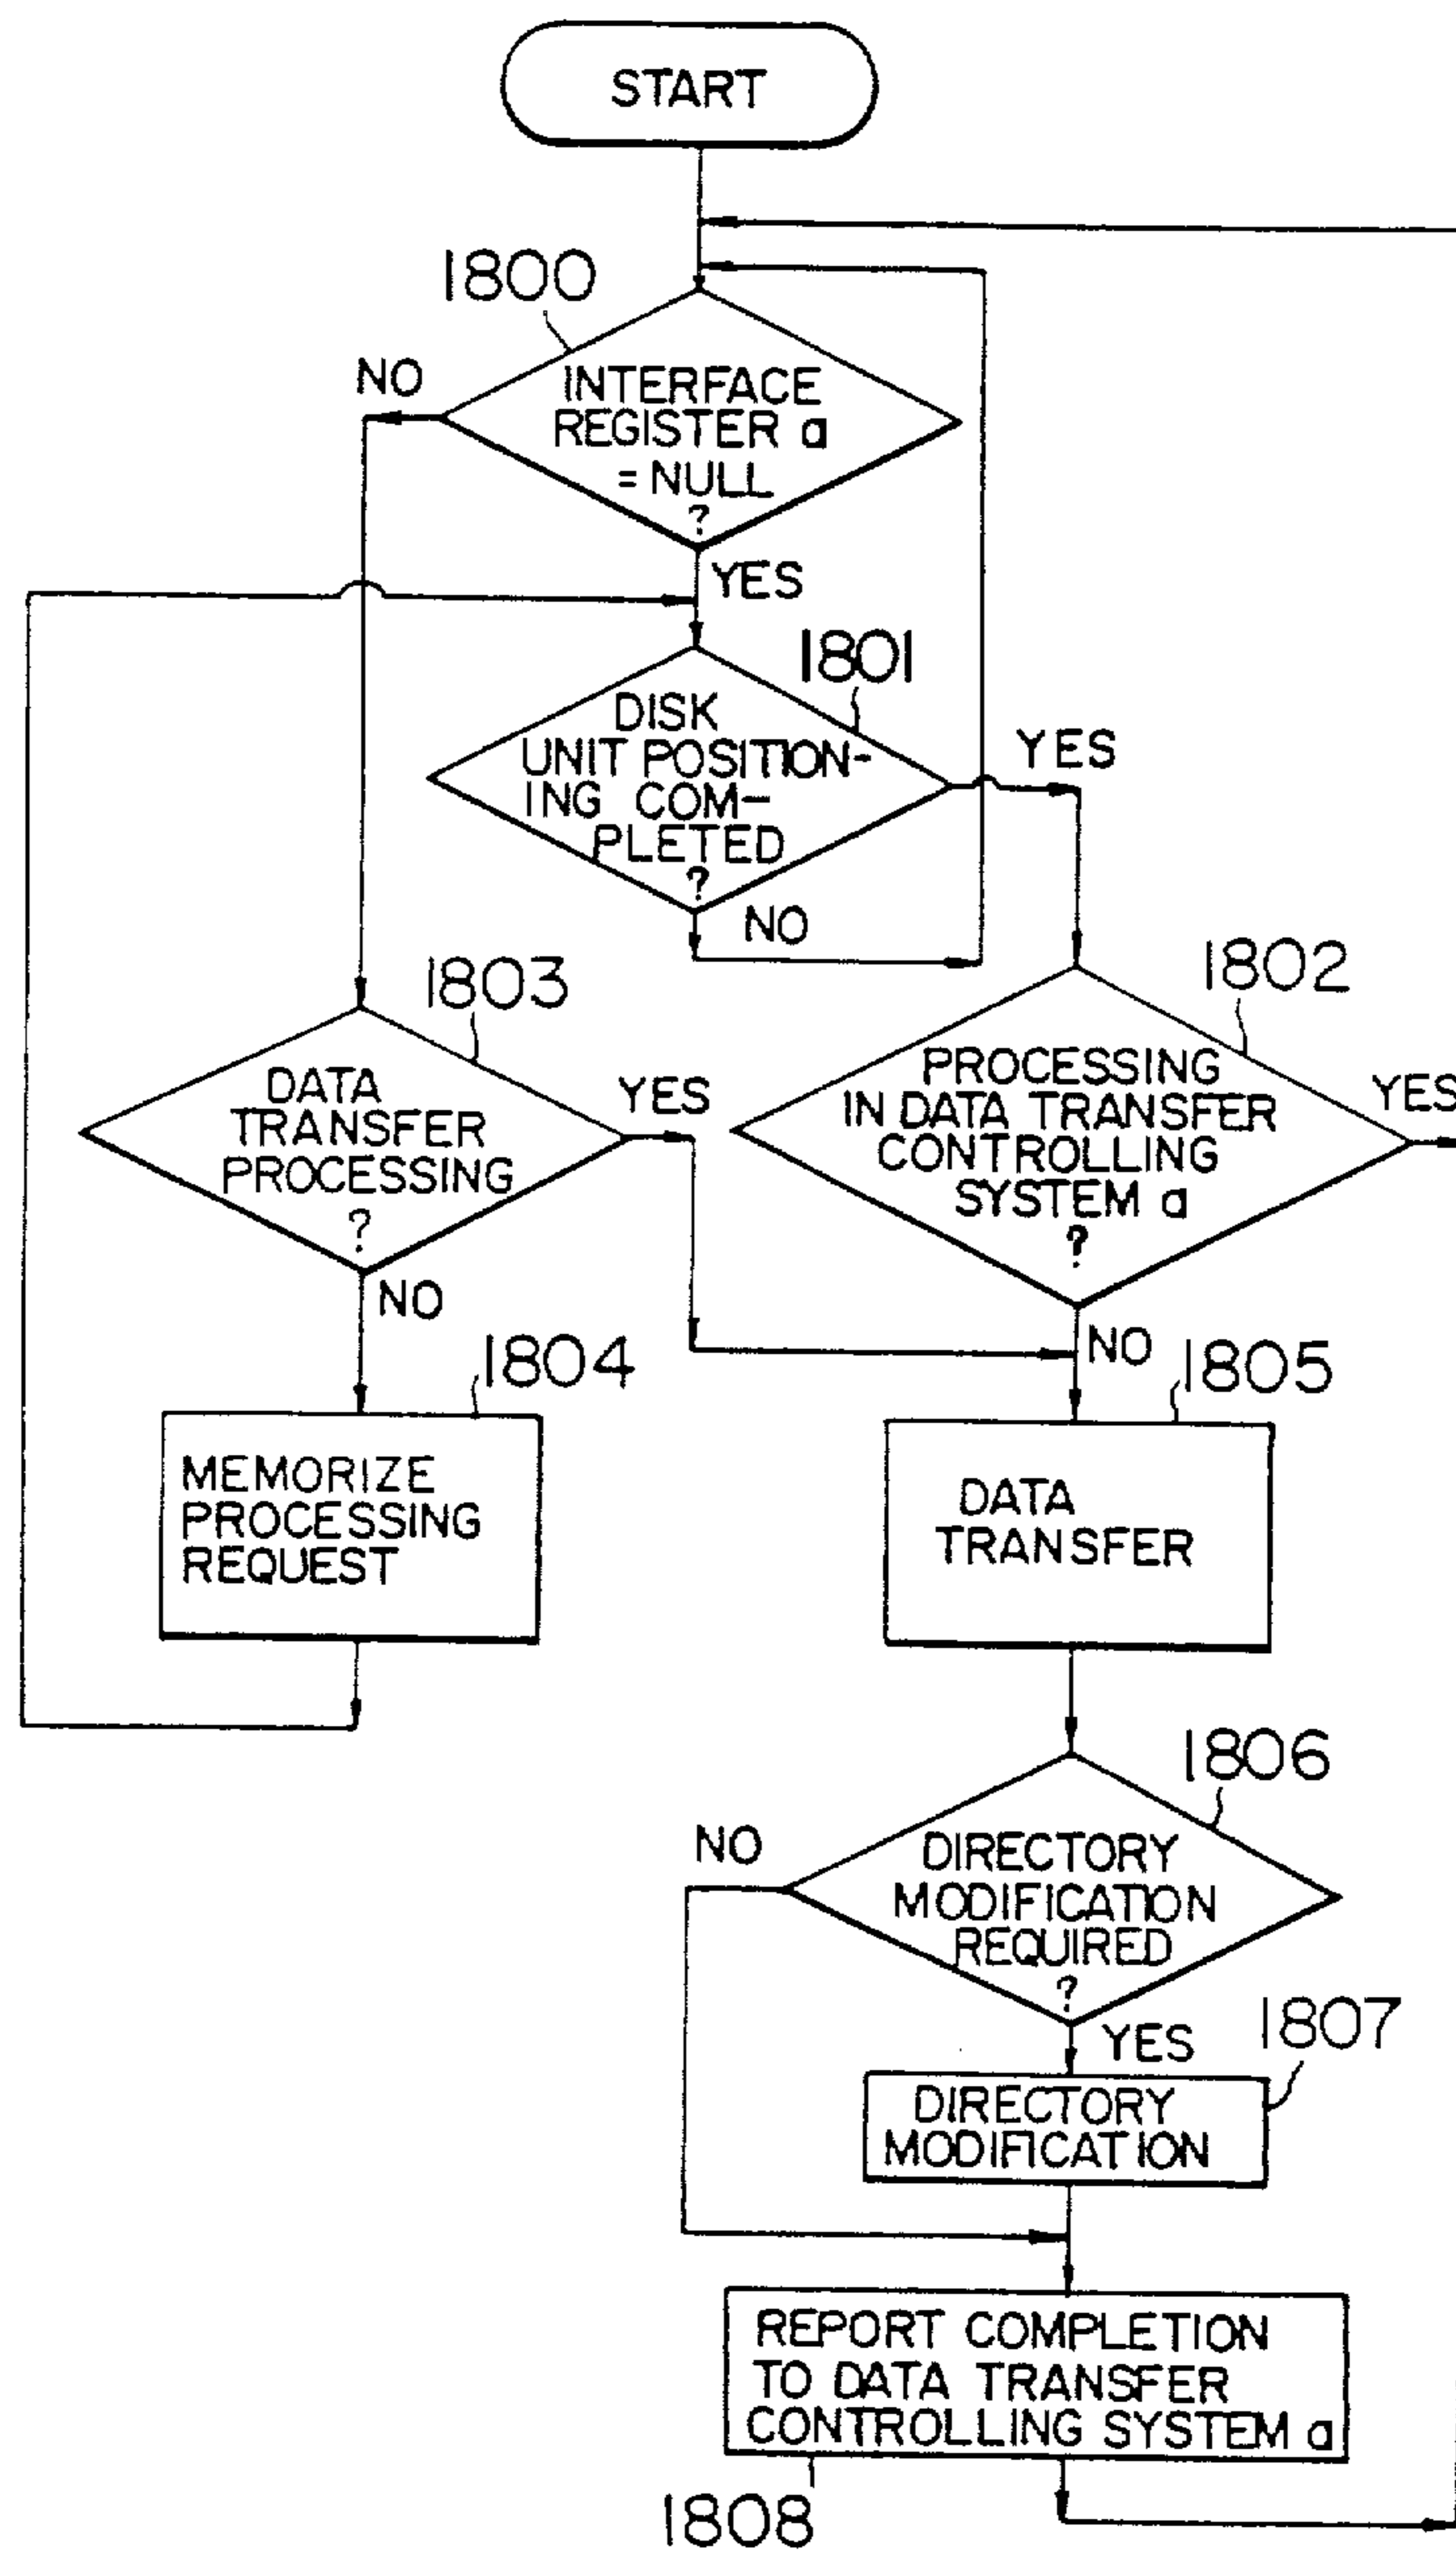 START
1800
NO
INTERFACE
REGISTER a
= NULL
?
YES
1801
DISK
UNIT POSITION-
ING COM-
PLETED
?
YES
NO
1803
DATA
TRANSFER
PROCESSING
?
YES
NO
1802
PROCESSING
IN DATA TRANSFER
CONTROLLING
SYSTEM a
?
YES
NO
1804
MEMORIZE
PROCESSING
REQUEST
1805
DATA
TRANSFER
1806
NO
DIRECTORY
MODIFICATION
REQUIRED
?
YES
1807
DIRECTORY
MODIFICATION
REPORT COMPLETION
TO DATA TRANSFER
CONTROLLING SYSTEM a
1808